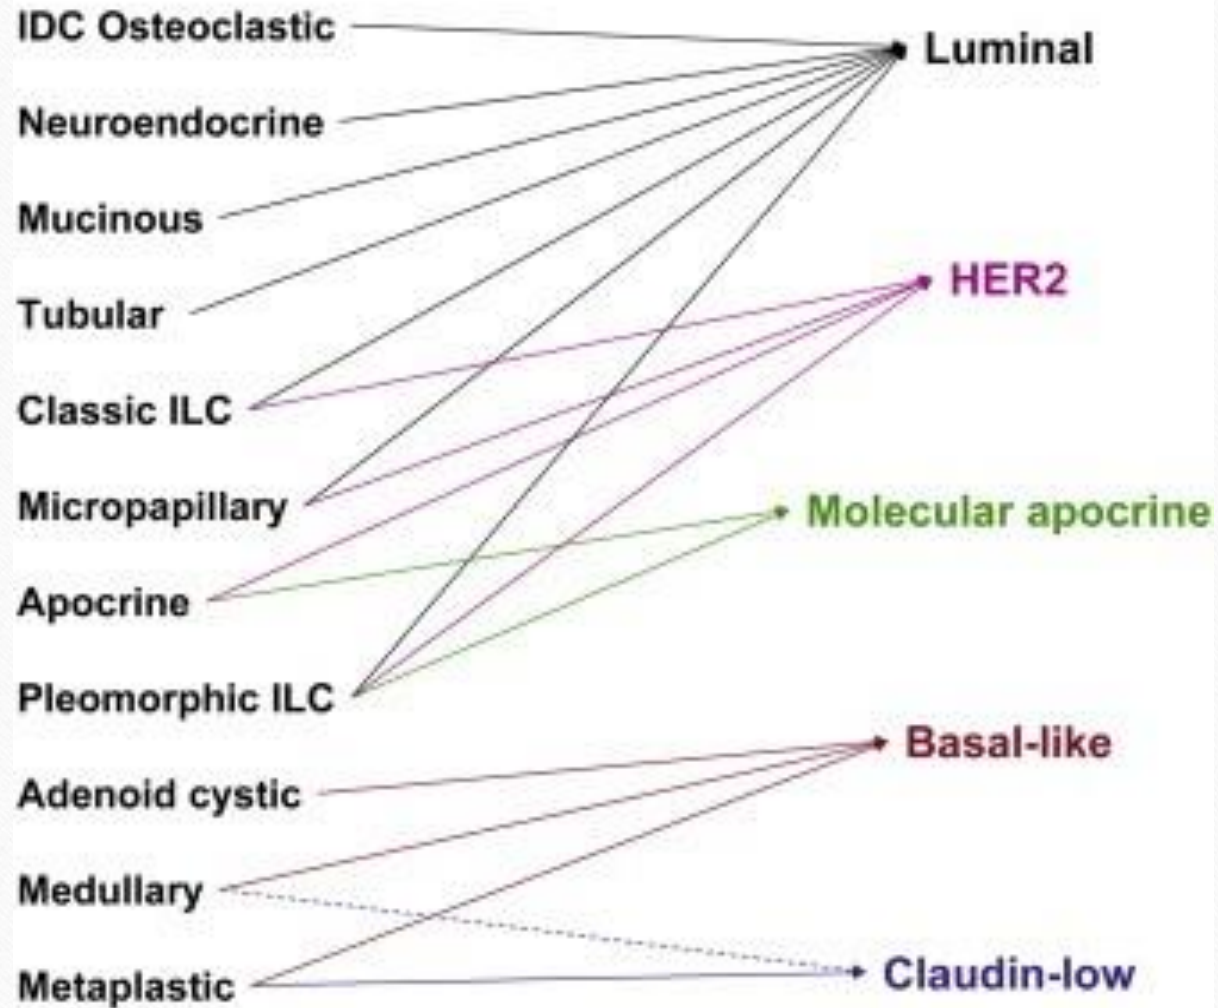 IDC Osteoclastic
Neuroendocrine
Mucinous
Tubular
Classic ILC
Micropapillary
Apocrine
Pleomorphic ILC
Adenoid cystic
Medullary
Metaplastic
Luminal
HER2
Molecular apocrine
Basal-like
Claudin-low